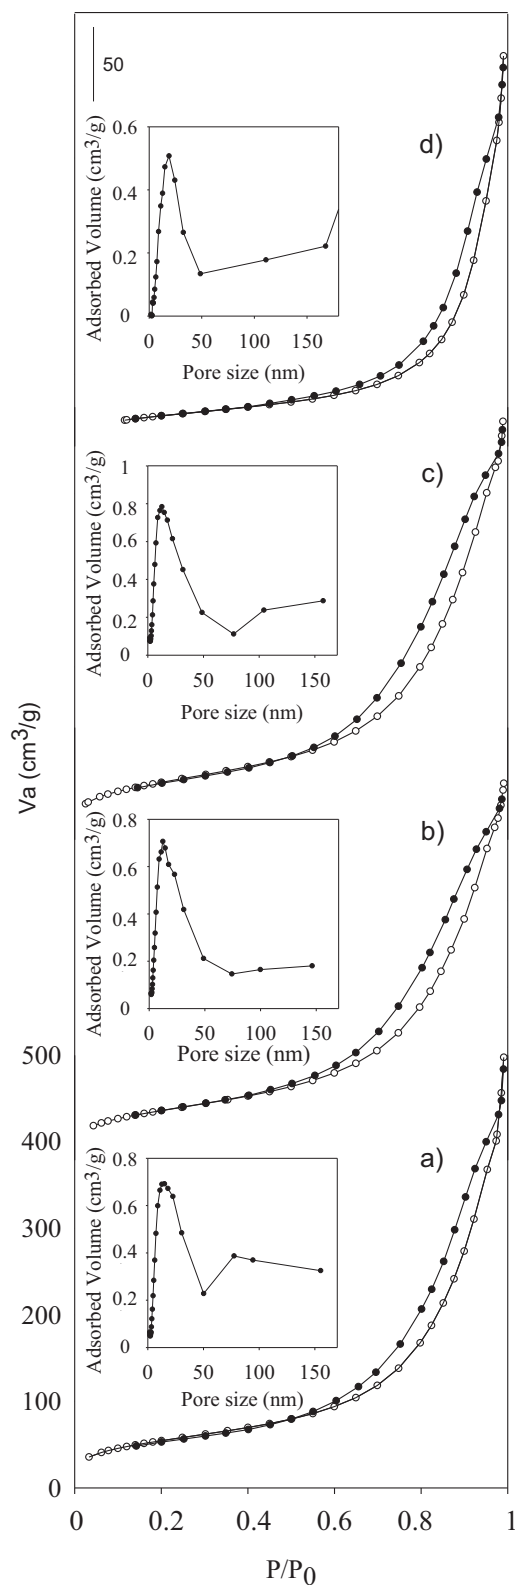 50
d)
Adsorbed Volume (cm3/g)
0.6
0.4
0.2
0
0 50 100 150
Pore size (nm)
c)
Adsorbed Volume (cm3/g)
1
0.8
0.6
0.4
0.2
0
0 50 100 150
Pore size (nm)
Va (cm³/g)
b)
Adsorbed Volume (cm3/g)
0.8
0.6
0.4
0.2
0
0 50 100 150
Pore size (nm)
a)
Adsorbed Volume (cm3/g)
0.8
0.6
0.4
0.2
0
0 50 100 150
Pore size (nm)
500
400
300
200
100
0
0 0.2 0.4 0.6 0.8 1
P/P₀